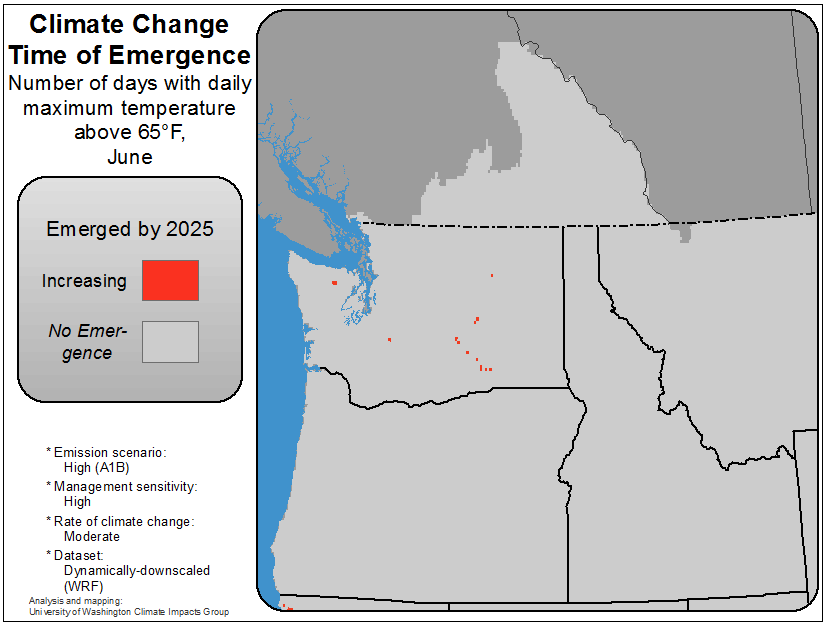 Climate Change
Time of Emergence
Number of days with daily
maximum temperature
above 65°F,
June
Emerged by 2025
Increasing
No Emer-
gence
* Emission scenario:
High (A1B)
* Management sensitivity:
High
* Rate of climate change:
Moderate
* Dataset:
Dynamically-downscaled
(WRF)
Analysis and mapping:
University of Washington Climate Impacts Group